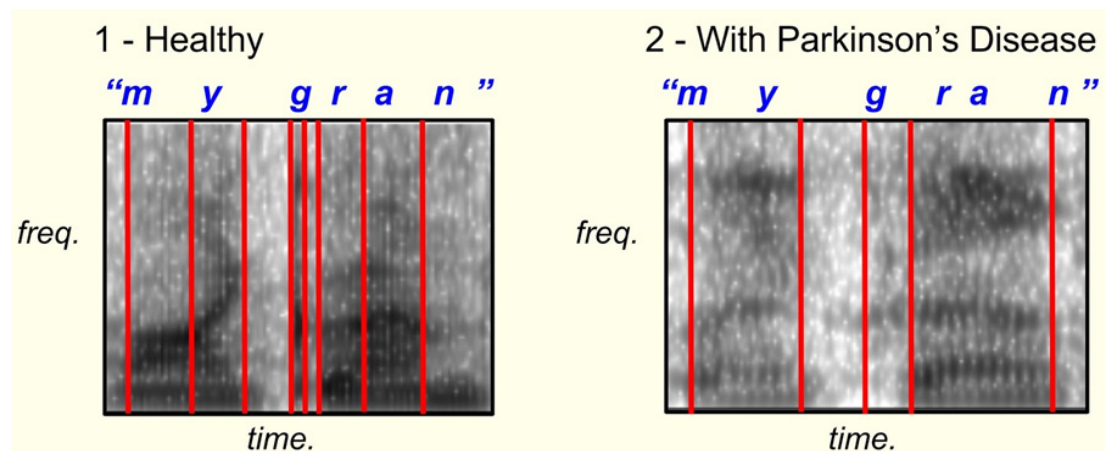 1 - Healthy
“m y g r a n ”
freq.
time.
2 - With Parkinson’s Disease
“m y g r a n ”
freq.
time.